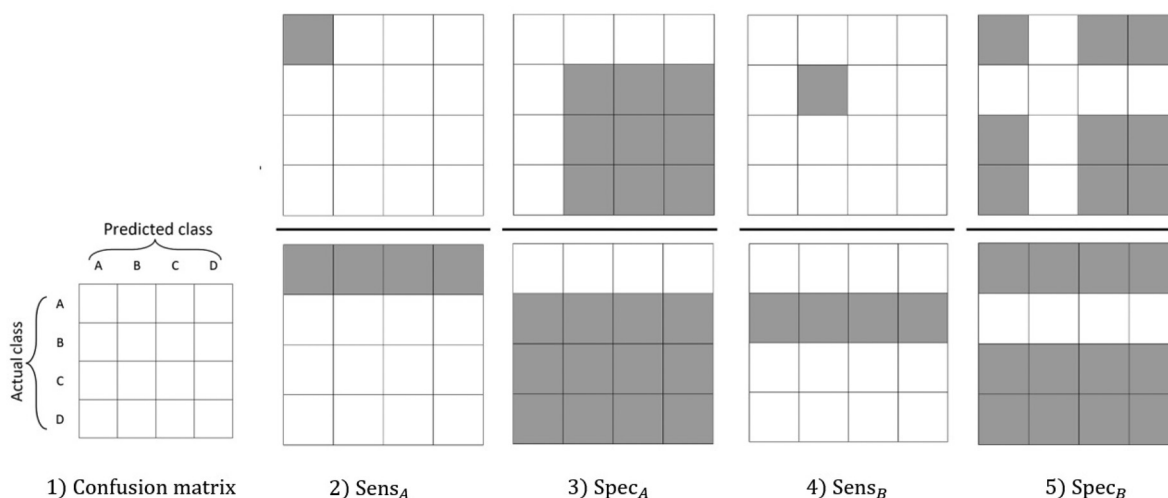 Predicted class
A B C D
Actual class
A
B
C
D
1) Confusion matrix
2) Sens_A
3) Spec_A
4) Sens_B
5) Spec_B